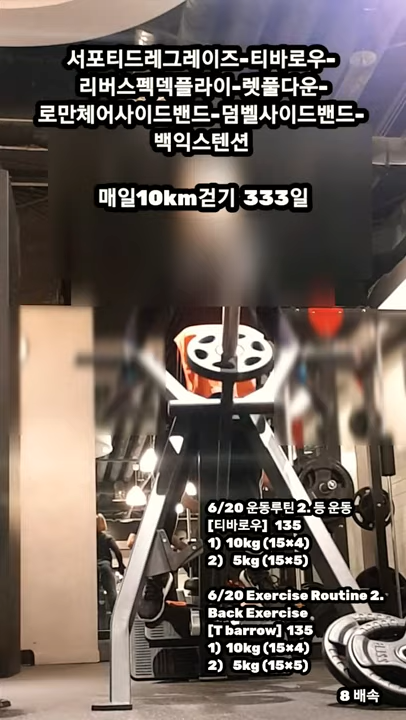 서포티드레그레이즈-티바로우-
리버스펙덱플라이-렛풀다운-
로만체어사이드밴드-덤벨사이드밴드-
백익스텐션
매일10km걷기 333일
6/20 운동루틴 2. 등 운동
[티바로우] 135
1) 10kg (15×4)
2) 5kg (15×5)
6/20 Exercise Routine 2.
Back Exercise
[T barrow] 135
1) 10kg (15×4)
2) 5kg (15×5)
8 배속